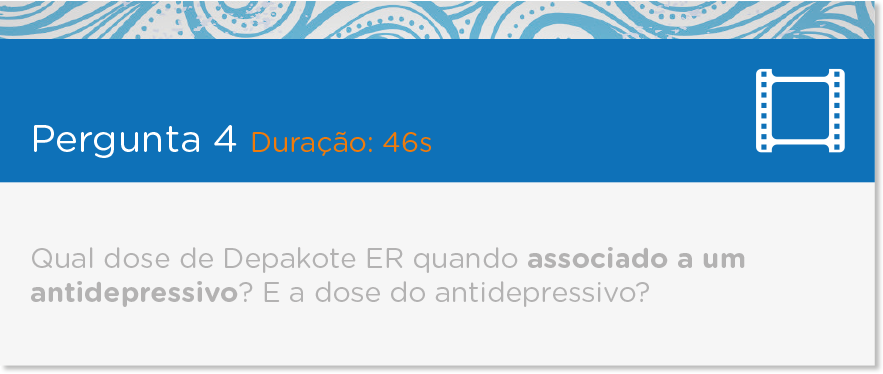 Pergunta 4 Duração: 46s
Qual dose de Depakote ER quando associado a um
antidepressivo? E a dose do antidepressivo?